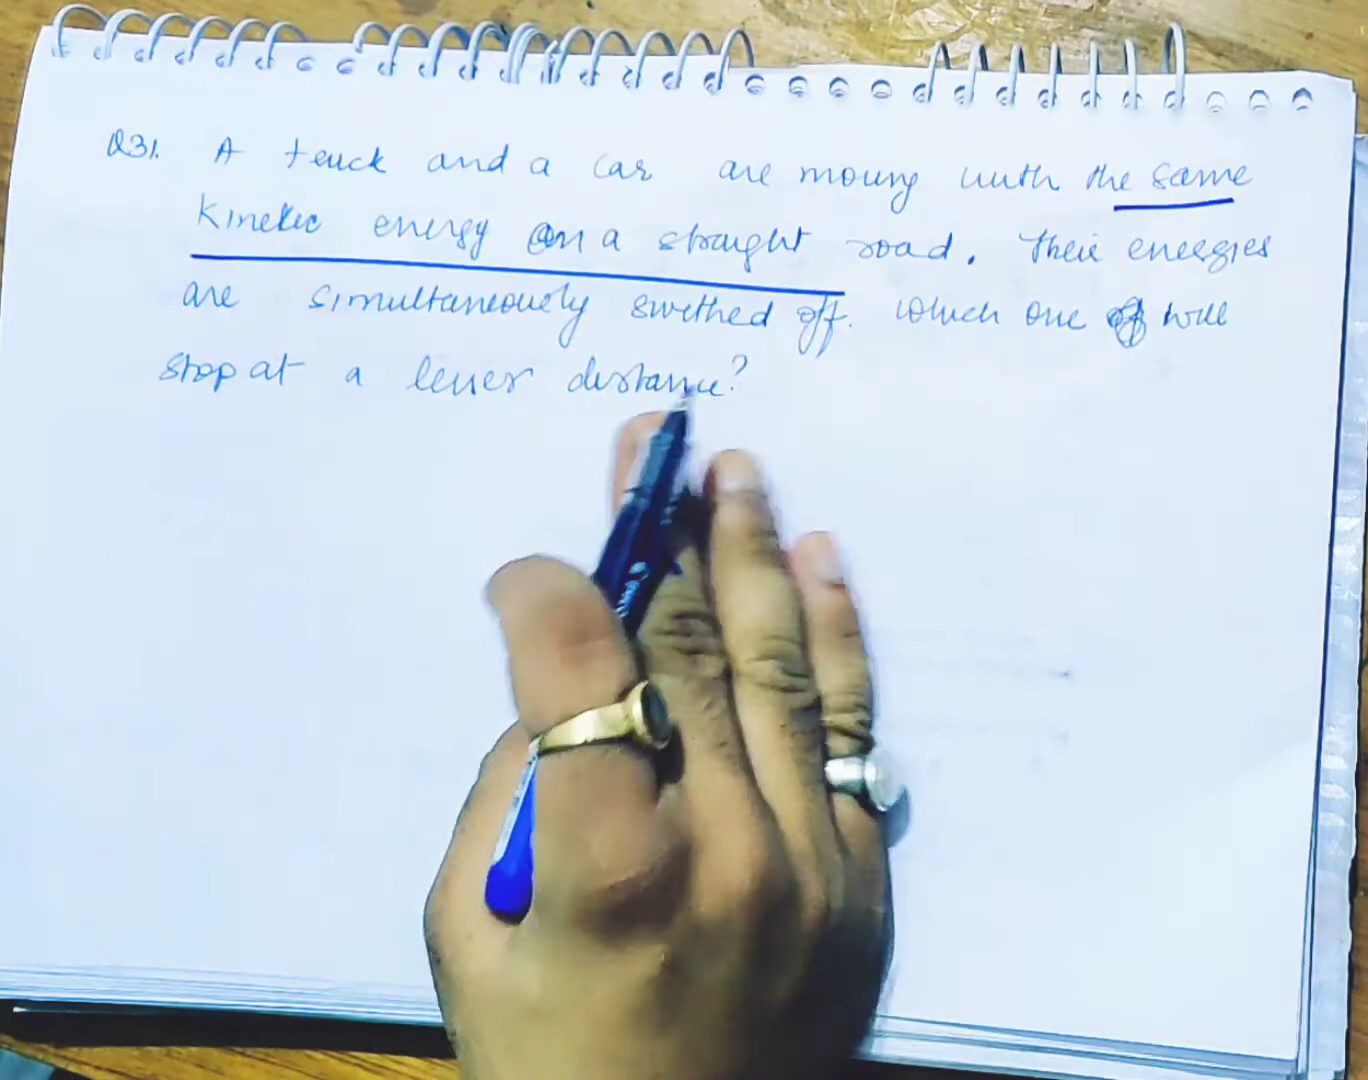 Q31. A truck and a car are moving with the same
Kinetic energy on a straight road. Their energies
are simultaneously swithed off. which one will
stop at a lesser distance?